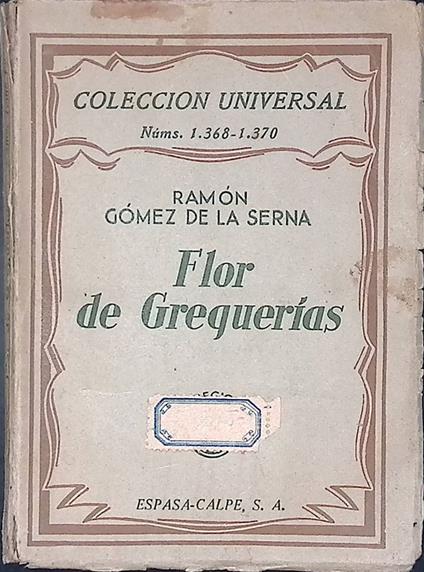 COLECCION UNIVERSAL
Núms. 1.368-1.370
RAMÓN
GÓMEZ DE LA SERNA
Flor
de Greguerías
ESPASA-CALPE, S. A.